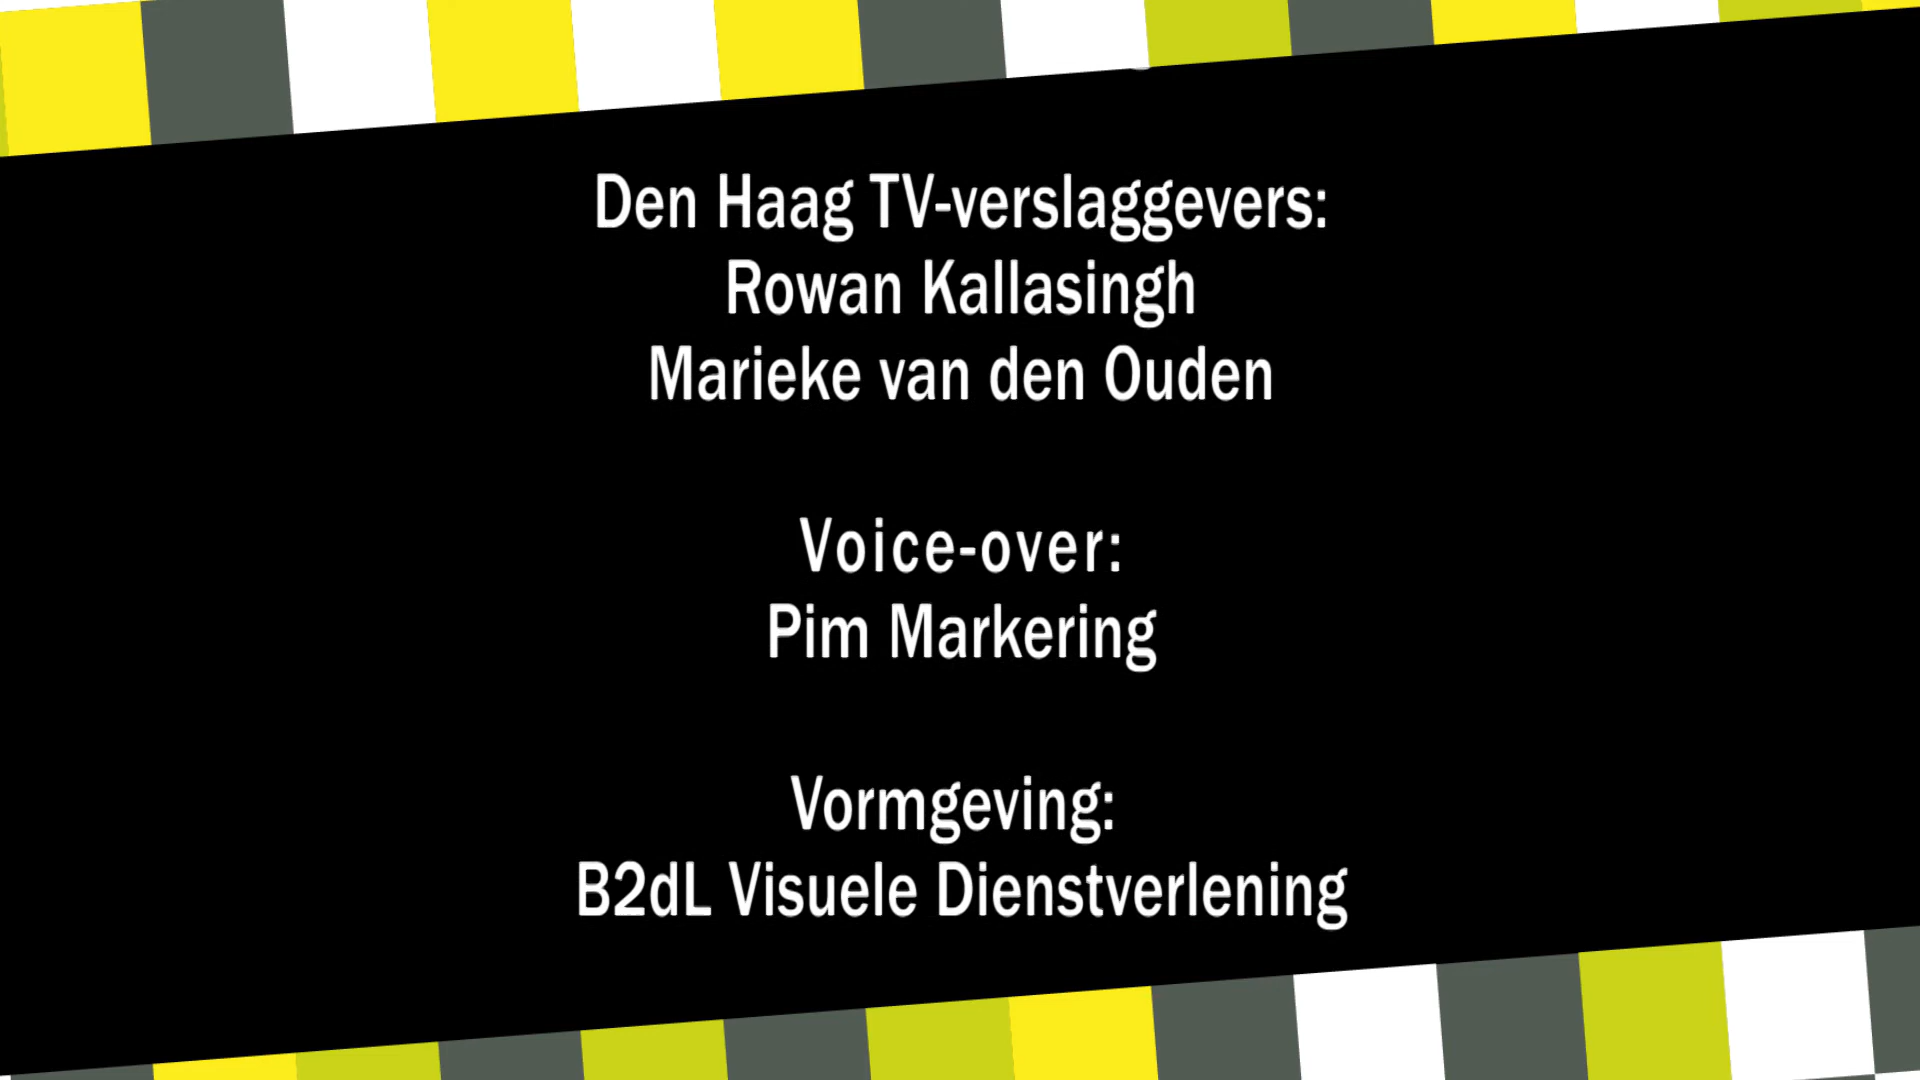 Den Haag TV-verslaggevers:
Rowan Kallasingh
Marieke van den Ouden
Voice-over:
Pim Markering
Vormgeving:
B2dL Visuele Dienstverlening